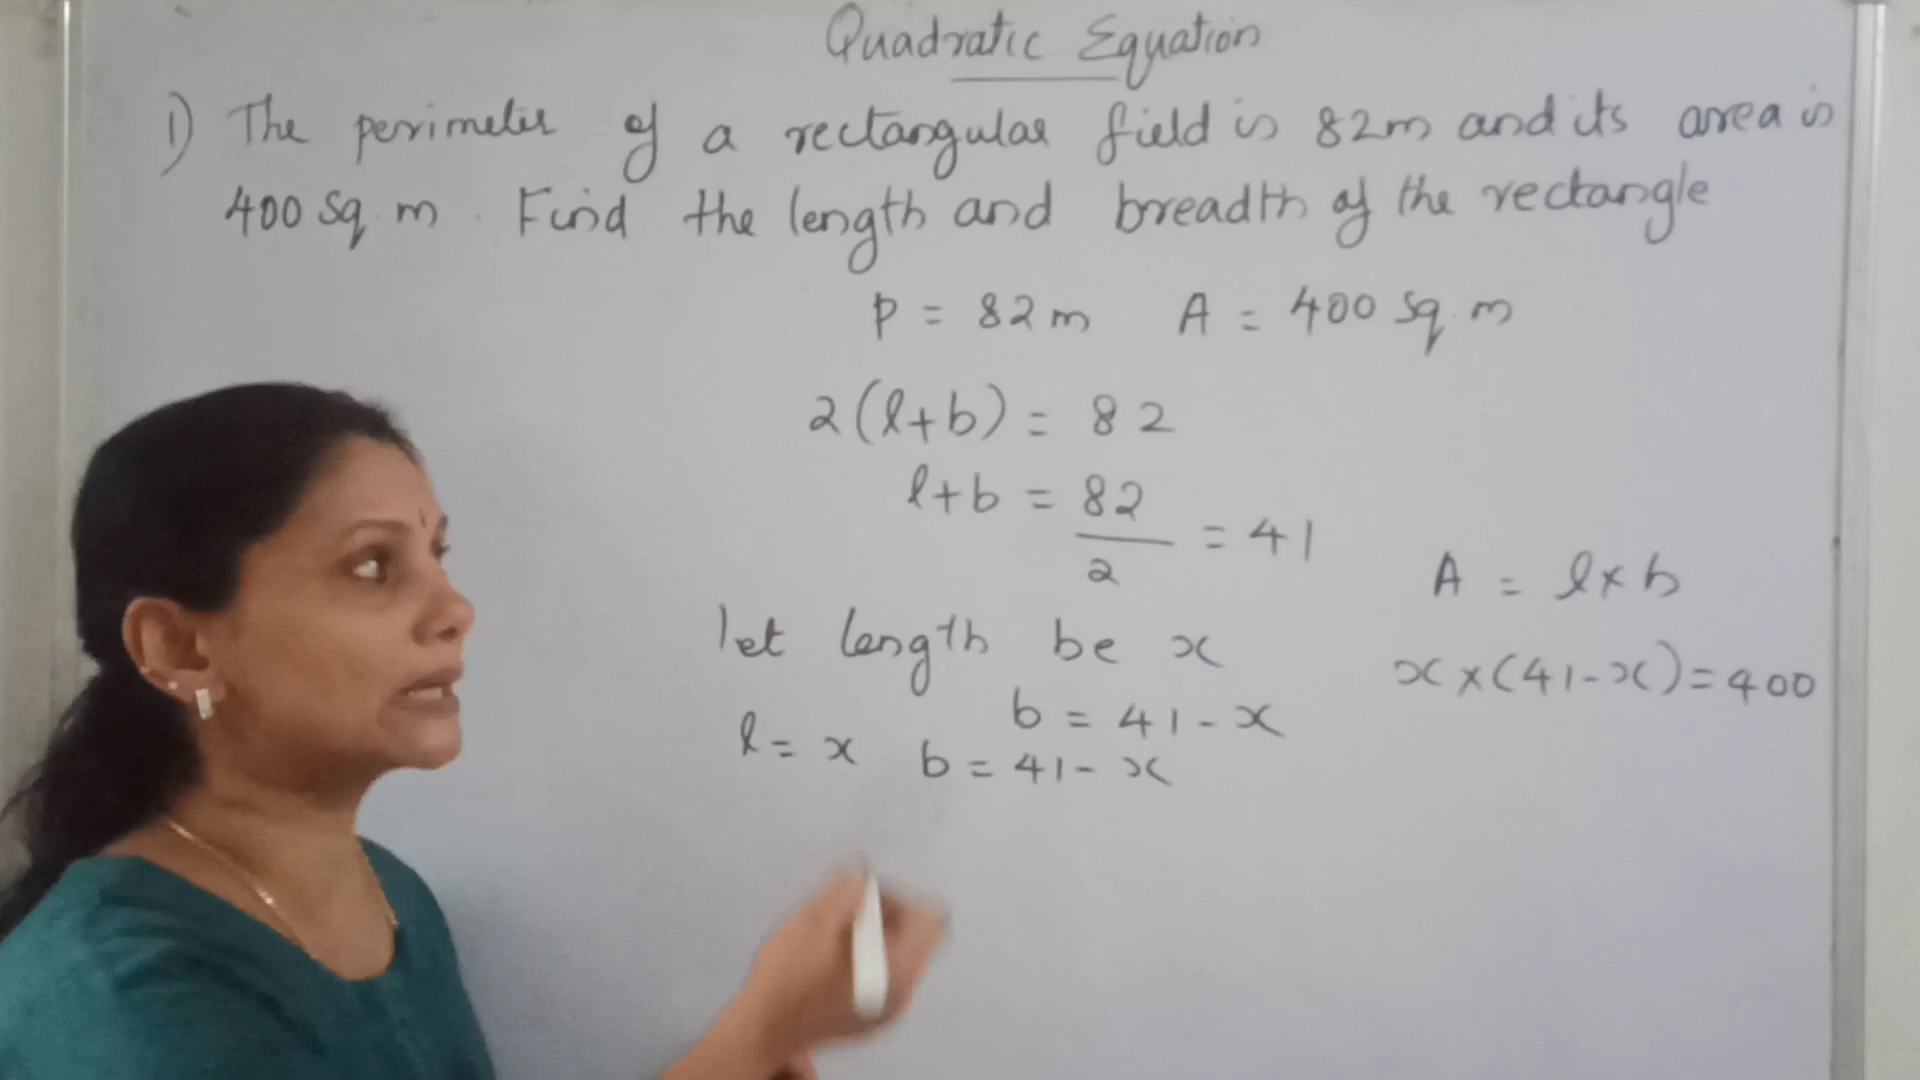 Quadratic Equation
1) The perimeter of a rectangular field is 82m and its area is
400 Sq. m. Find the length and breadth of the rectangle
P = 82m A = 400 Sq. m
2(l+b) = 82
l+b = 82/2 = 41
A = l×b
let length be x
x×(41-x)=400
b = 41-x
l = x b = 41-x